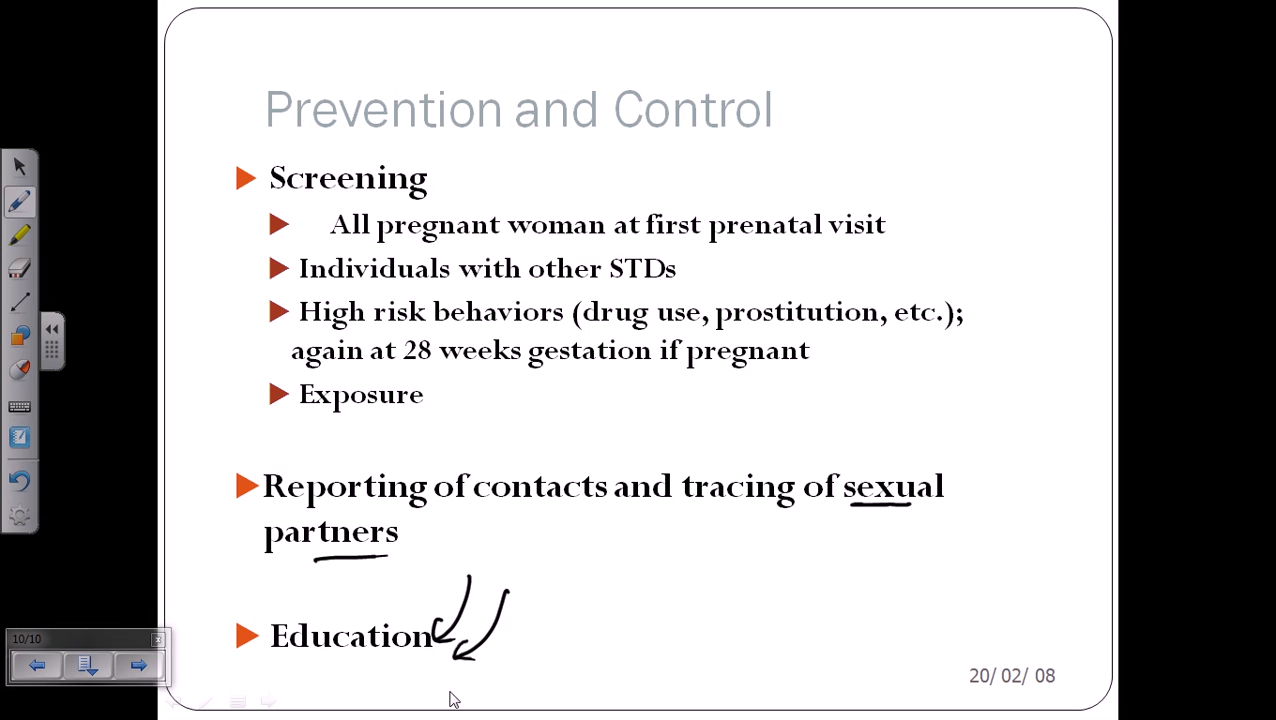 Prevention and Control
Screening
All pregnant woman at first prenatal visit
Individuals with other STDs
High risk behaviors (drug use, prostitution, etc.);
again at 28 weeks gestation if pregnant
Exposure
Reporting of contacts and tracing of sexual
partners
Education
10/10
20/ 02/ 08